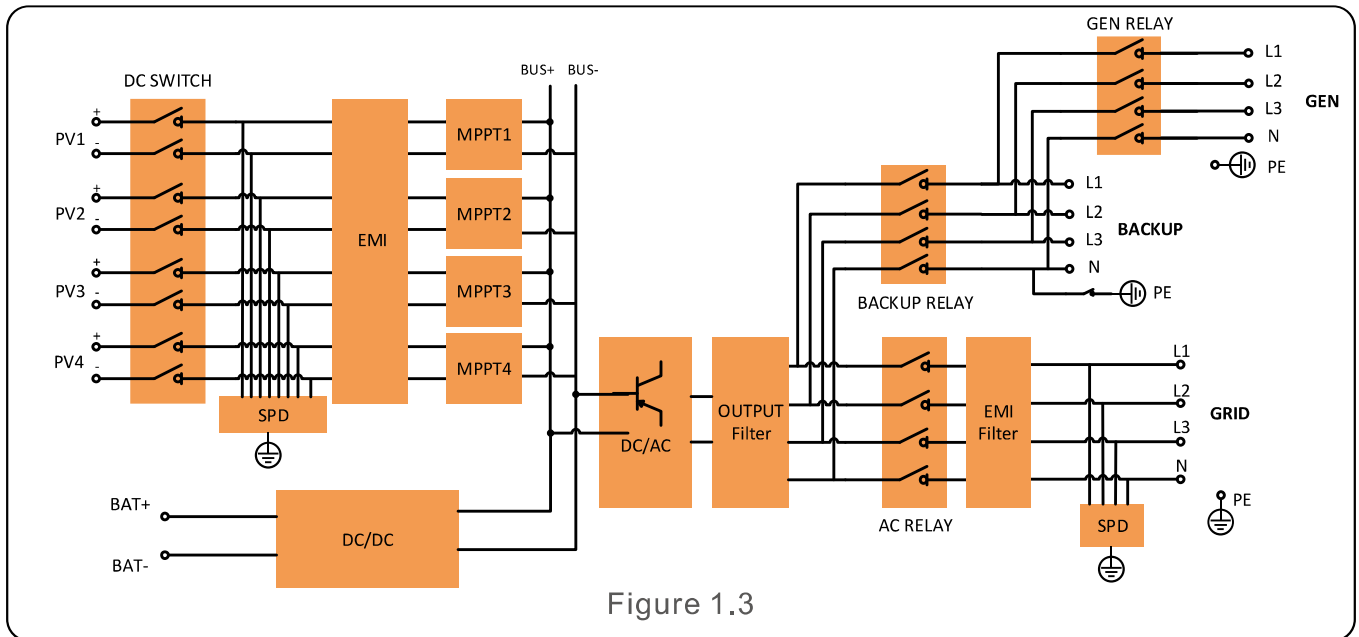 GEN RELAY
L1
L2
L3
N
GEN
PE
DC SWITCH
BUS+ BUS-
+
PV1
-
+
PV2
-
+
PV3
-
+
PV4
-
EMI
MPPT1
MPPT2
MPPT3
MPPT4
SPD
L1
L2
L3
N
BACKUP
PE
BACKUP RELAY
DC/AC
OUTPUT
Filter
AC RELAY
EMI
Filter
L1
L2
L3
N
GRID
PE
SPD
BAT+
BAT-
DC/DC
Figure 1.3